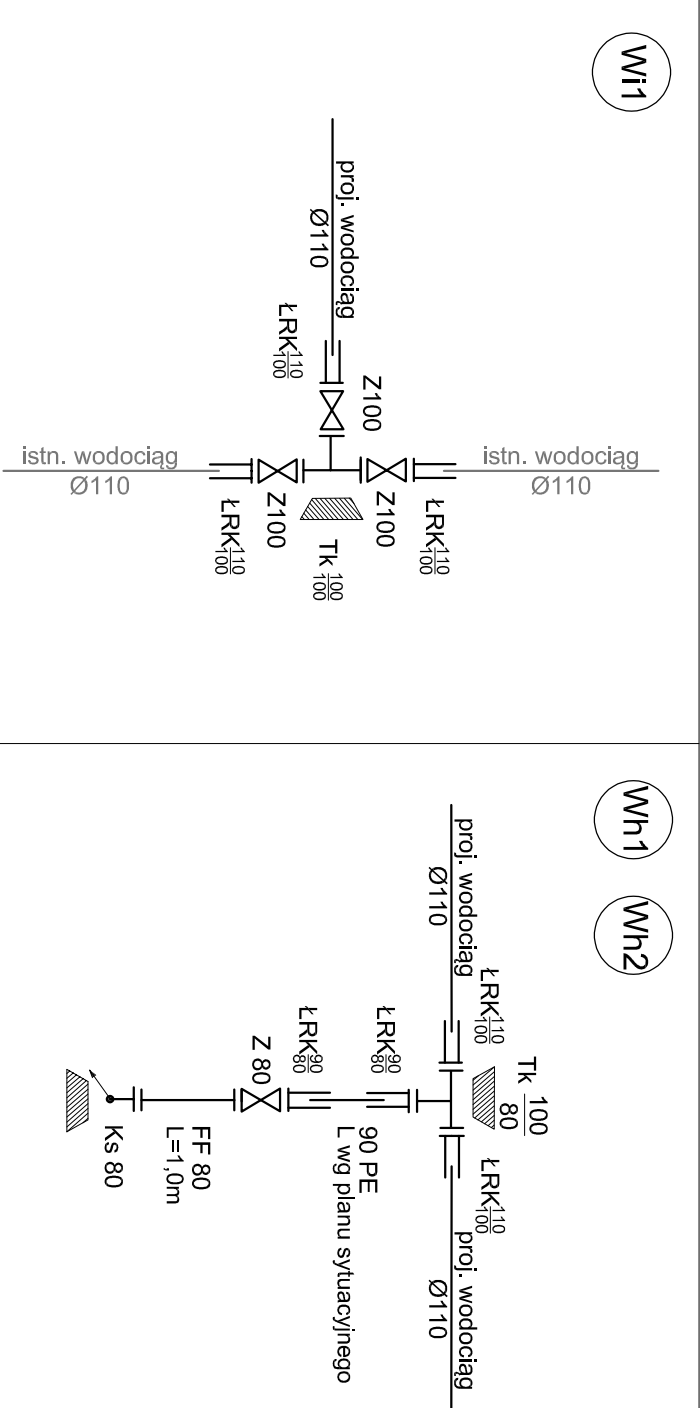 Wi1
proj. wodociąg
Ø110
ŁRK 110/100
Z100
istn. wodociąg
Ø110
ŁRK 110/100
Z100
Tk 100/100
Z100
ŁRK 110/100
istn. wodociąg
Ø110
Wh1
Wh2
proj. wodociąg
Ø110
ŁRK 110/100
Tk 100/80
ŁRK 110/100
proj. wodociąg
Ø110
ŁRK 90/80
90 PE
L wg planu sytuacyjnego
ŁRK 90/80
Z 80
FF 80
L=1,0m
Ks 80